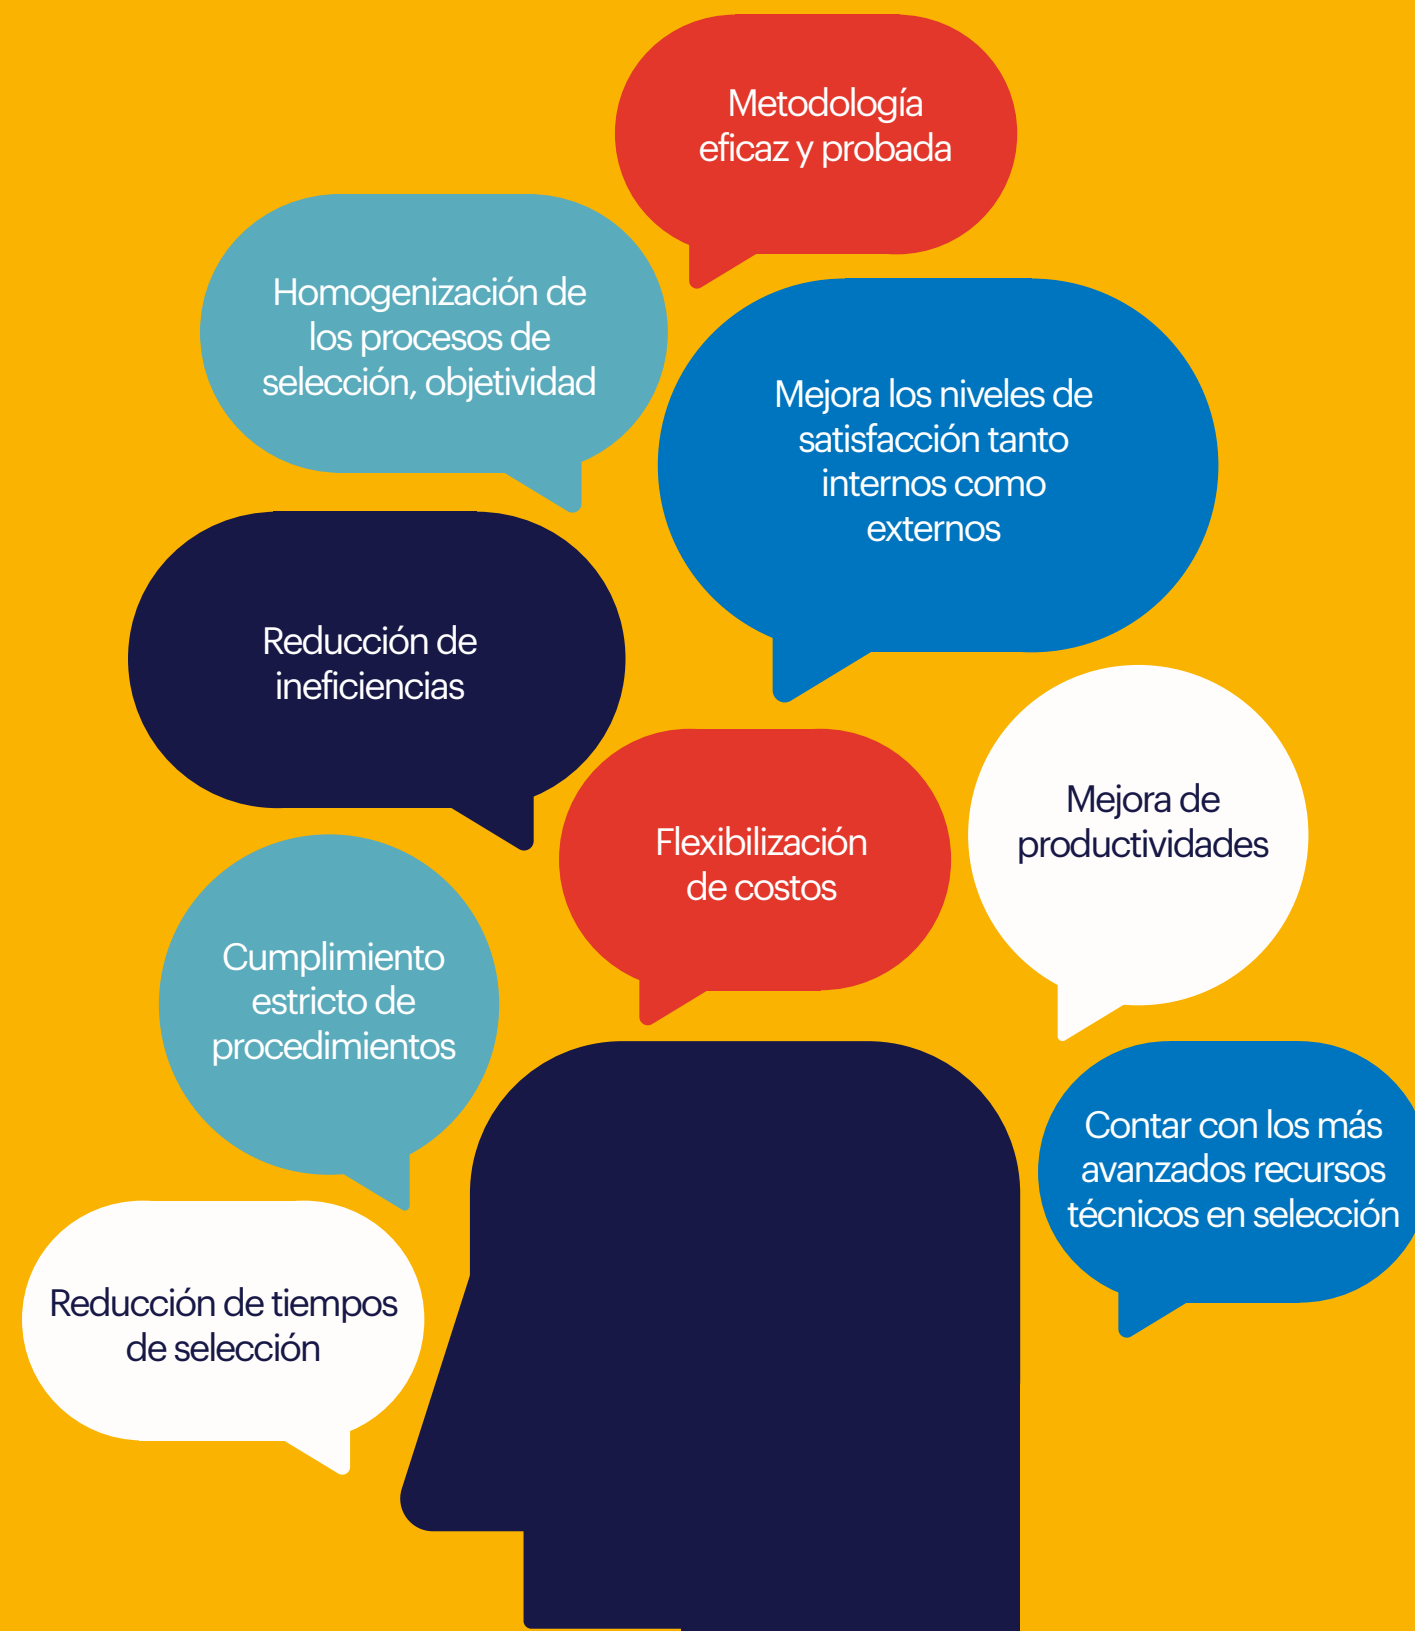 Metodología
eficaz y probada
Homogenización de
los procesos de
selección, objetividad
Mejora los niveles de
satisfacción tanto
internos como
externos
Reducción de
ineficiencias
Flexibilización
de costos
Mejora de
productividades
Cumplimiento
estricto de
procedimientos
Contar con los más
avanzados recursos
técnicos en selección
Reducción de tiempos
de selección